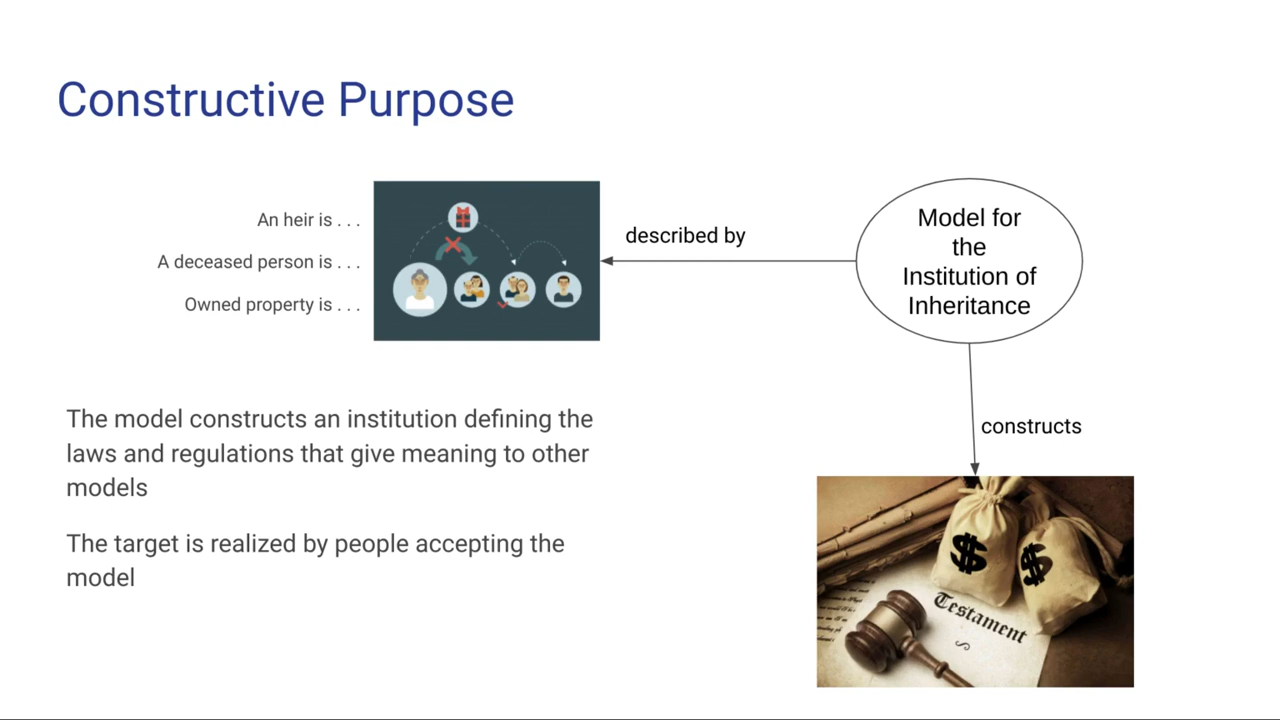 Constructive Purpose
An heir is . . .
A deceased person is . . .
Owned property is . . .
described by
Model for
the
Institution of
Inheritance
The model constructs an institution defining the
laws and regulations that give meaning to other
models
The target is realized by people accepting the
model
constructs
$
$
Testament